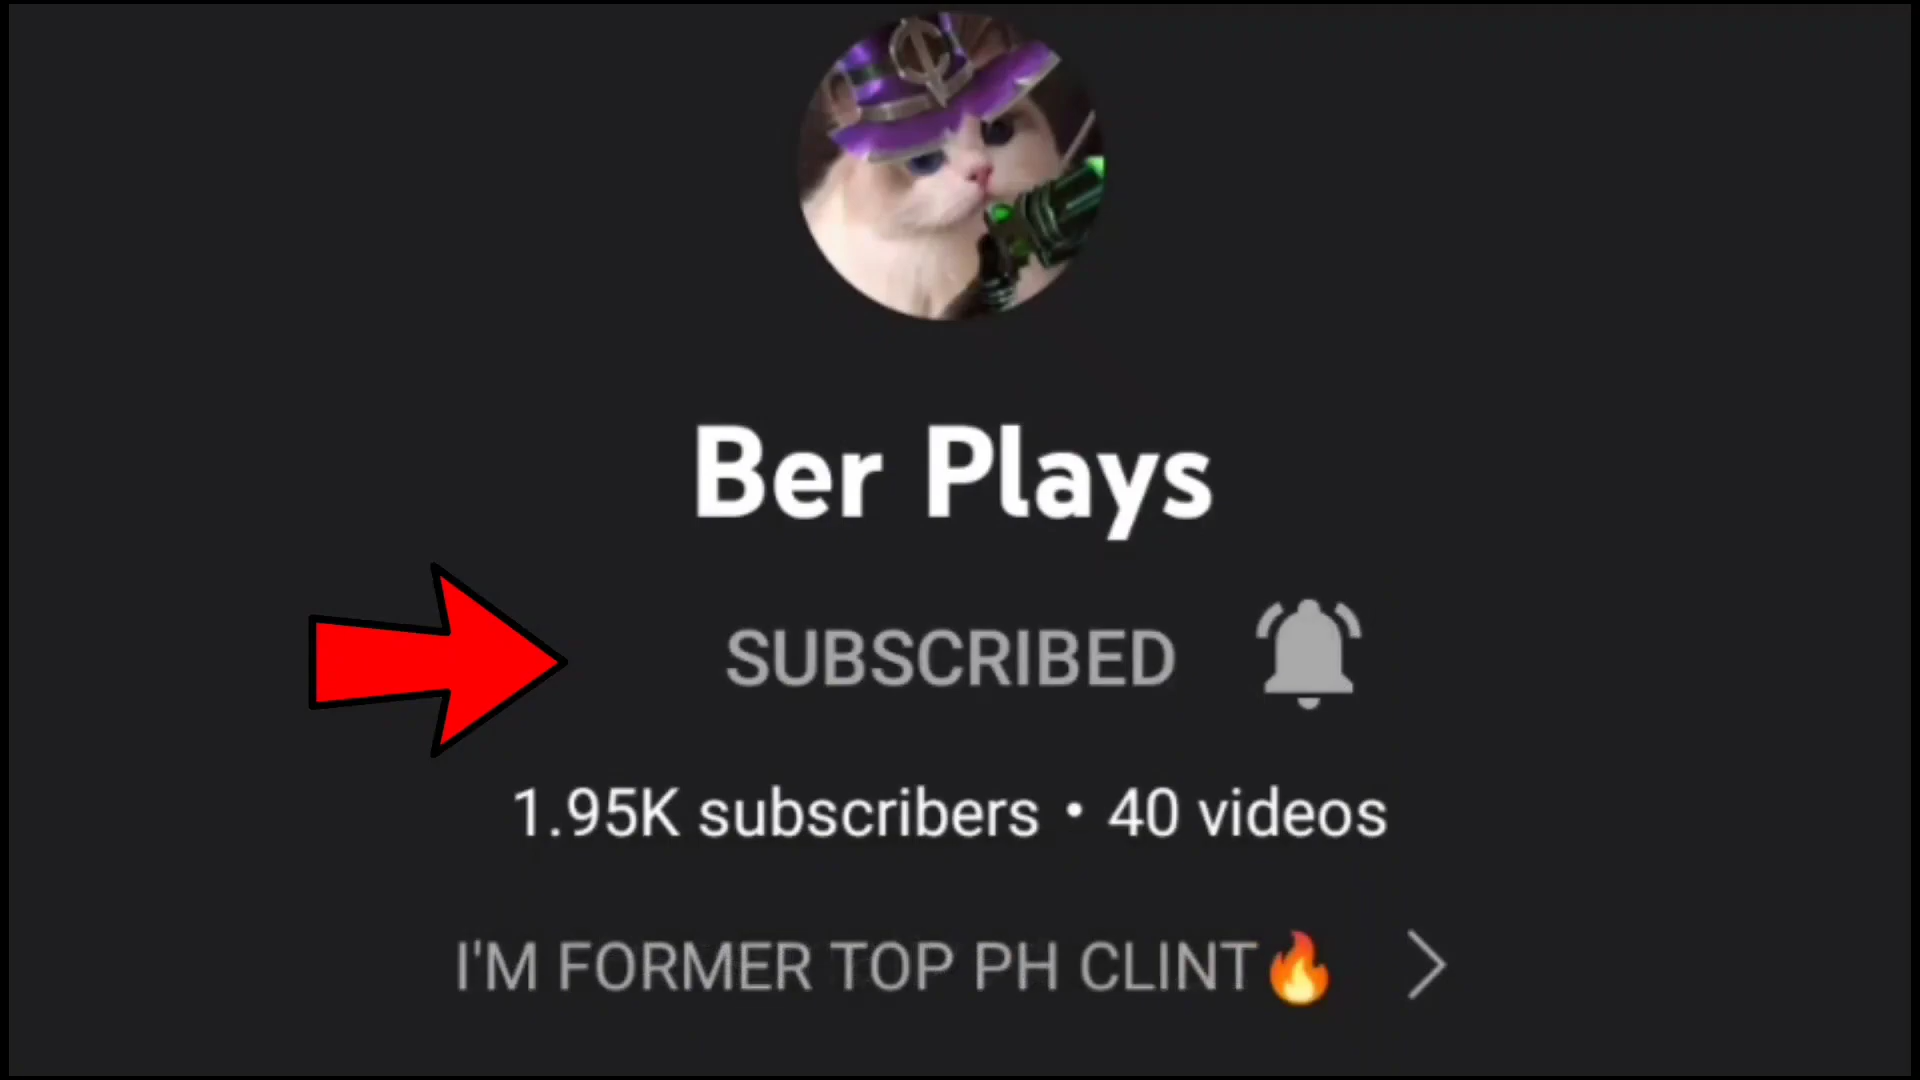 Ber Plays
SUBSCRIBED
1.95K subscribers • 40 videos
I'M FORMER TOP PH CLINT🔥